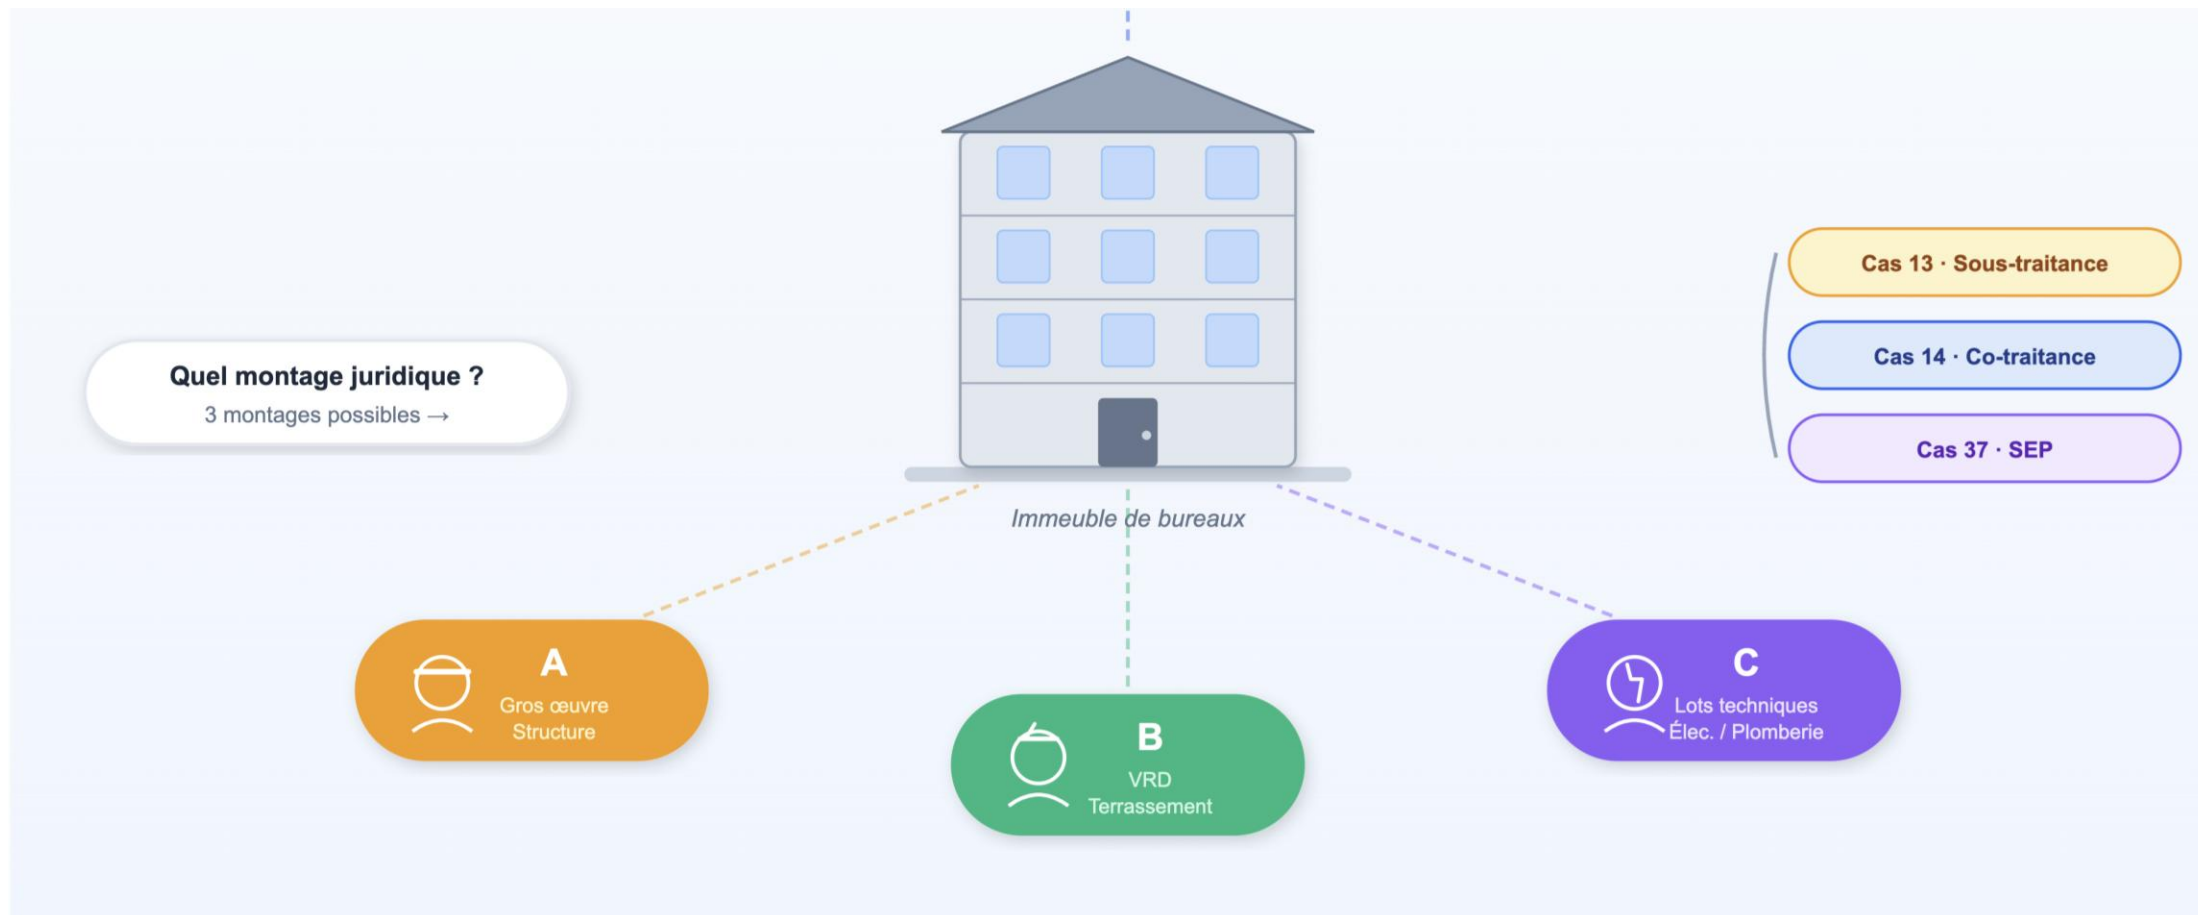 Quel montage juridique ?
3 montages possibles →
Cas 13 · Sous-traitance
Cas 14 · Co-traitance
Cas 37 · SEP
Immeuble de bureaux
A
Gros œuvre
Structure
B
VRD
Terrassement
C
Lots techniques
Élec. / Plomberie